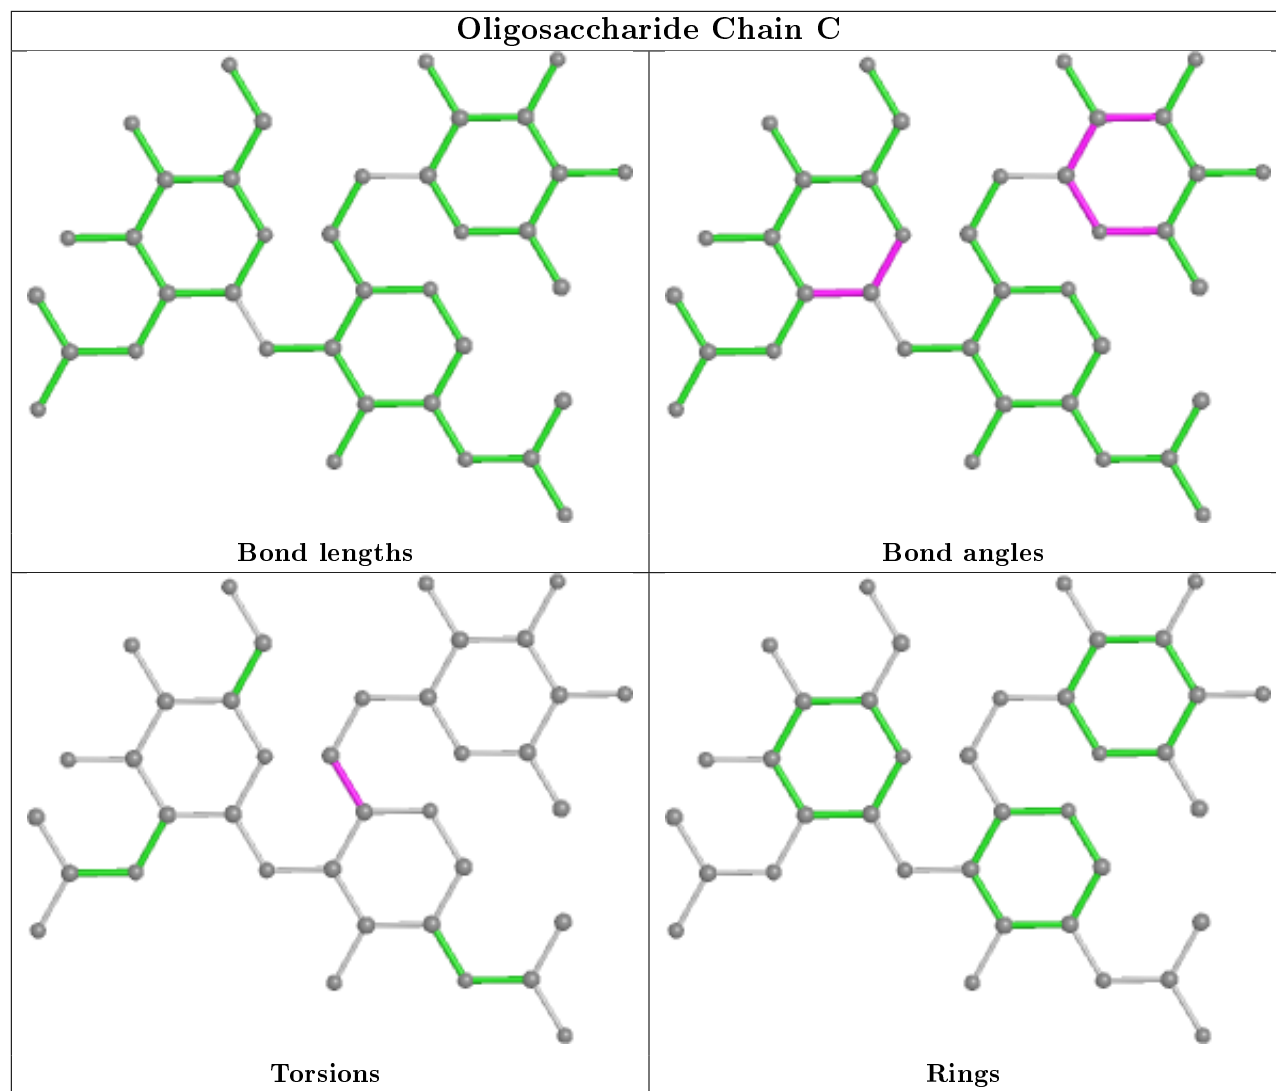 Oligosaccharide Chain C
Bond lengths
Bond angles
Torsions
Rings